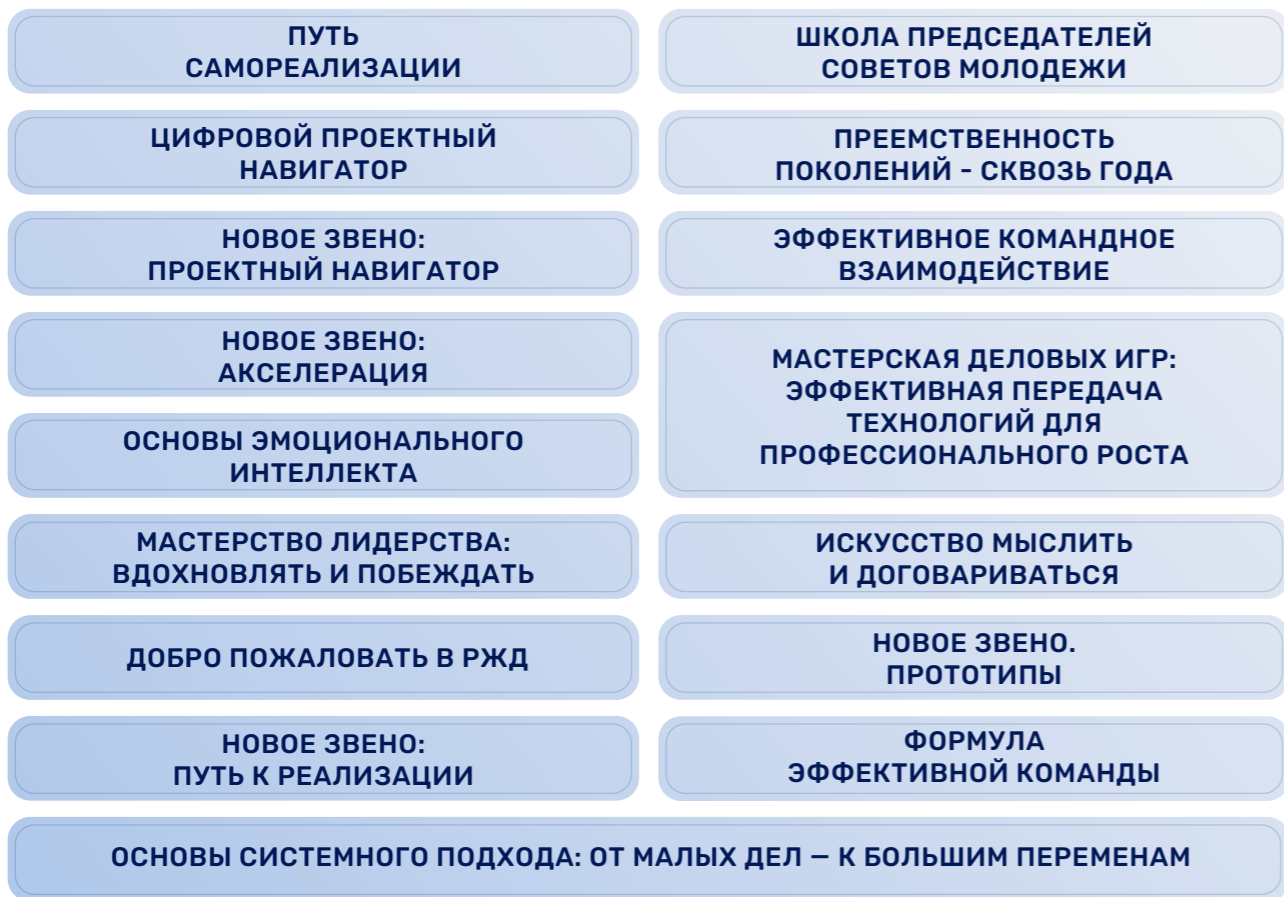 ПУТЬ
САМОРЕАЛИЗАЦИИ
ЦИФРОВОЙ ПРОЕКТНЫЙ
НАВИГАТОР
НОВОЕ ЗВЕНО:
ПРОЕКТНЫЙ НАВИГАТОР
НОВОЕ ЗВЕНО:
АКСЕЛЕРАЦИЯ
ОСНОВЫ ЭМОЦИОНАЛЬНОГО
ИНТЕЛЛЕКТА
МАСТЕРСТВО ЛИДЕРСТВА:
ВДОХНОВЛЯТЬ И ПОБЕЖДАТЬ
ДОБРО ПОЖАЛОВАТЬ В РЖД
НОВОЕ ЗВЕНО:
ПУТЬ К РЕАЛИЗАЦИИ
ШКОЛА ПРЕДСЕДАТЕЛЕЙ
СОВЕТОВ МОЛОДЕЖИ
ПРЕЕМСТВЕННОСТЬ
ПОКОЛЕНИЙ - СКВОЗЬ ГОДА
ЭФФЕКТИВНОЕ КОМАНДНОЕ
ВЗАИМОДЕЙСТВИЕ
МАСТЕРСКАЯ ДЕЛОВЫХ ИГР:
ЭФФЕКТИВНАЯ ПЕРЕДАЧА
ТЕХНОЛОГИЙ ДЛЯ
ПРОФЕССИОНАЛЬНОГО РОСТА
ИСКУССТВО МЫСЛИТЬ
И ДОГОВАРИВАТЬСЯ
НОВОЕ ЗВЕНО.
ПРОТОТИПЫ
ФОРМУЛА
ЭФФЕКТИВНОЙ КОМАНДЫ
ОСНОВЫ СИСТЕМНОГО ПОДХОДА: ОТ МАЛЫХ ДЕЛ – К БОЛЬШИМ ПЕРЕМЕНАМ